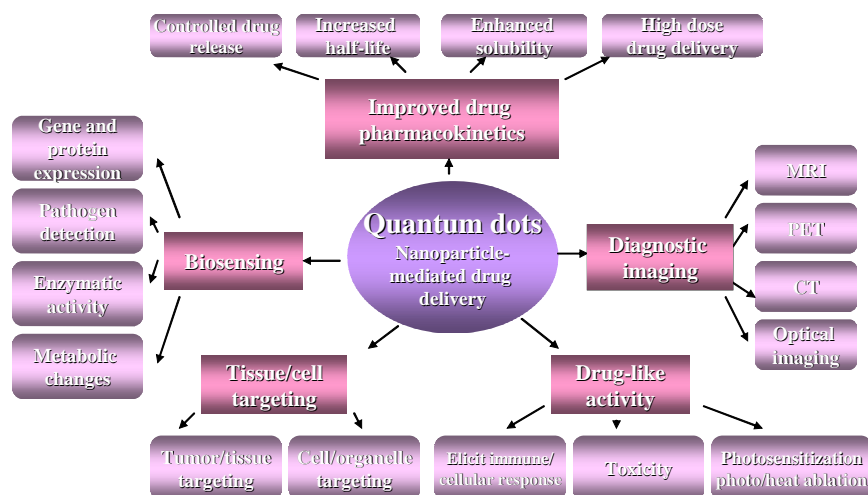 Controlled drug
release
Increased
half-life
Enhanced
solubility
High dose
drug delivery
Improved drug
pharmacokinetics
Gene and
protein
expression
Pathogen
detection
Enzymatic
activity
Metabolic
changes
Biosensing
Quantum dots
Nanoparticle-
mediated drug
delivery
Diagnostic
imaging
MRI
PET
CT
Optical
imaging
Tissue/cell
targeting
Drug-like
activity
Tumor/tissue
targeting
Cell/organelle
targeting
Elicit immune/
cellular response
Toxicity
Photosensitization
photo/heat ablation